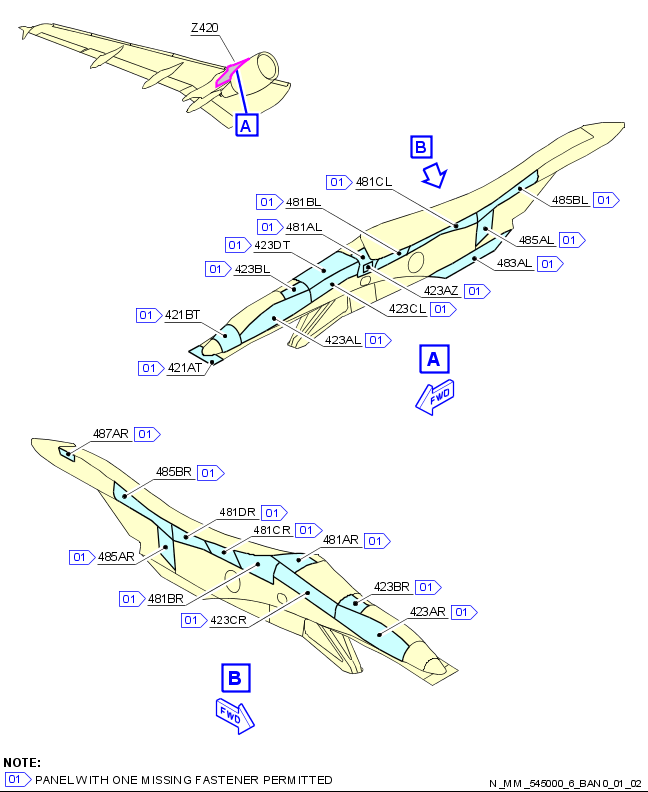 Z420
A
B
01 481CL
01 481BL
485BL 01
01 481AL
485AL 01
01 423DT
483AL 01
01 423BL
423AZ 01
423CL 01
01 421BT
423AL 01
A
01 421AT
FWD
487AR 01
485BR 01
481DR 01
481CR 01
481AR 01
01 485AR
423BR 01
01 481BR
423AR 01
01 423CR
B
FWD
NOTE:
01 PANEL WITH ONE MISSING FASTENER PERMITTED
N_MM_545000_6_BAN0_01_02